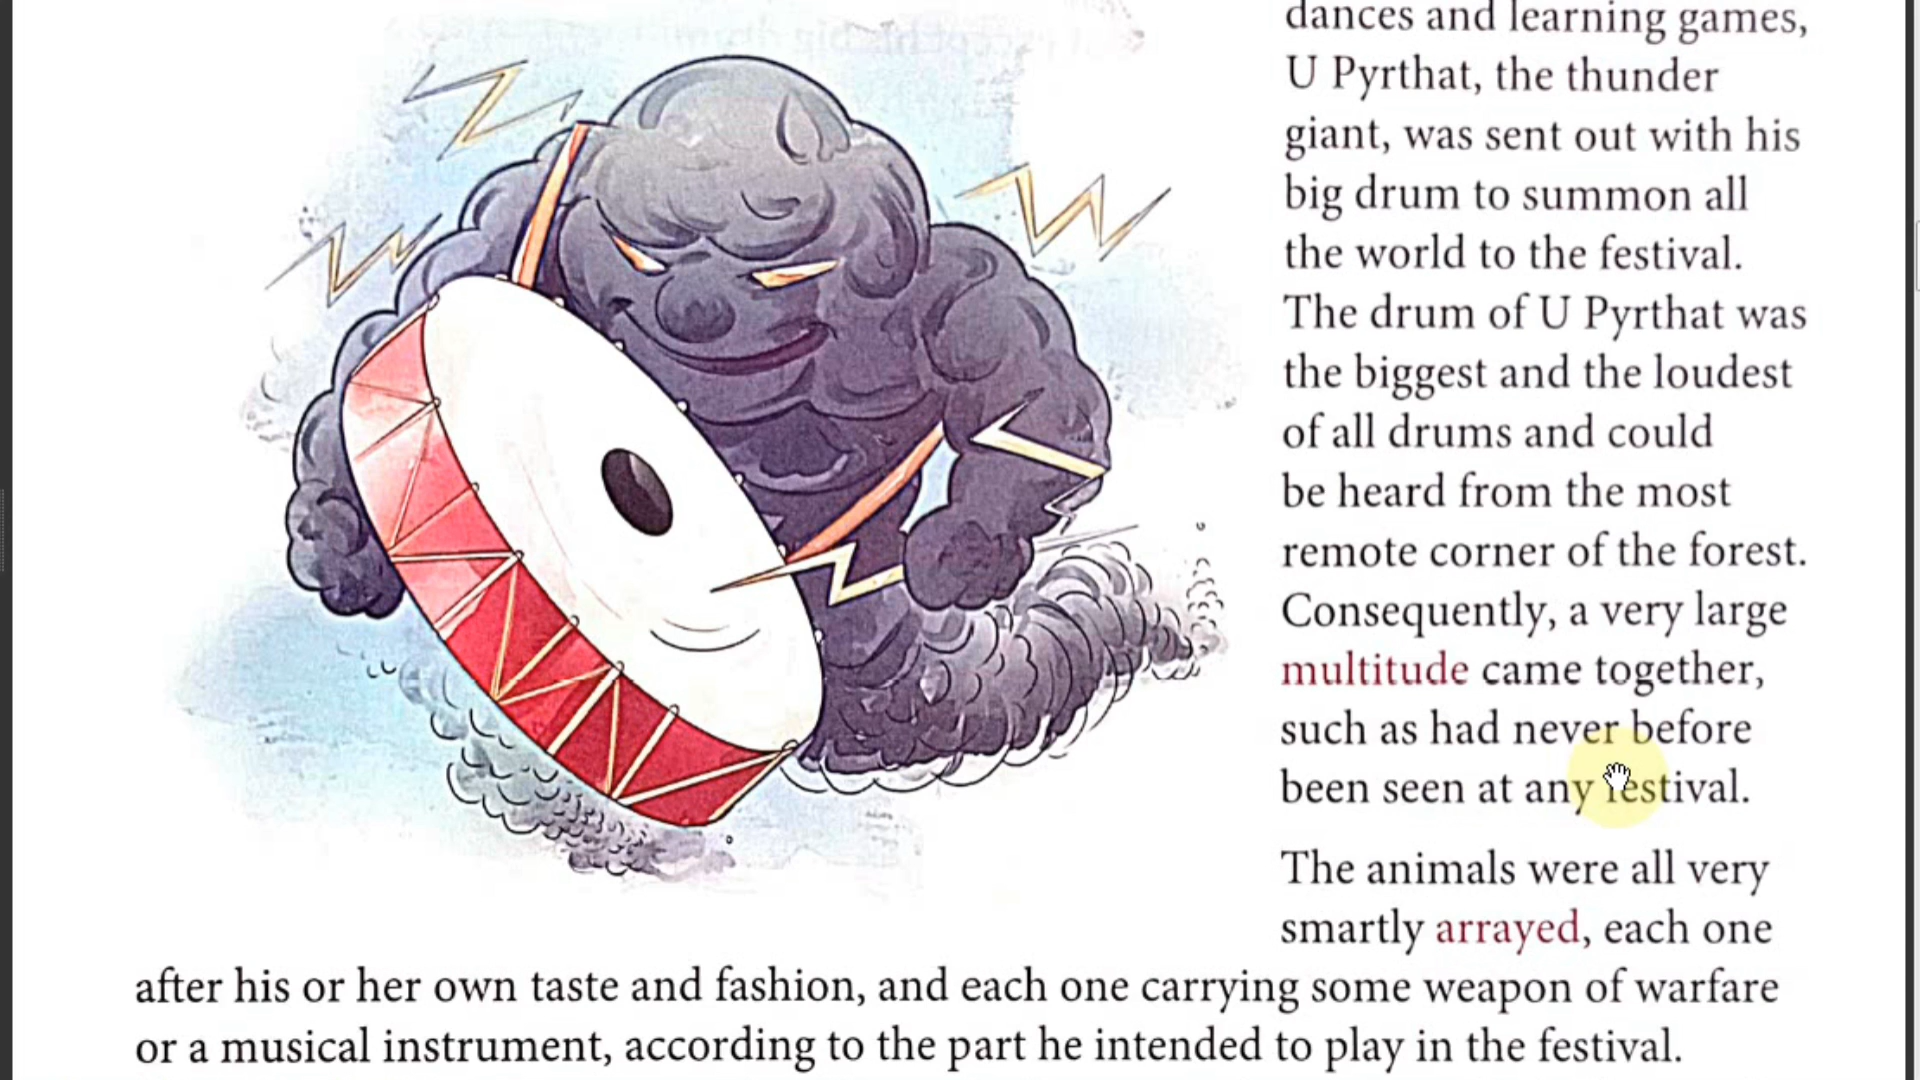 dances and learning games,
U Pyrthat, the thunder
giant, was sent out with his
big drum to summon all
the world to the festival.
The drum of U Pyrthat was
the biggest and the loudest
of all drums and could
be heard from the most
remote corner of the forest.
Consequently, a very large
multitude came together,
such as had never before
been seen at any festival.
The animals were all very
smartly arrayed, each one
after his or her own taste and fashion, and each one carrying some weapon of warfare
or a musical instrument, according to the part he intended to play in the festival.